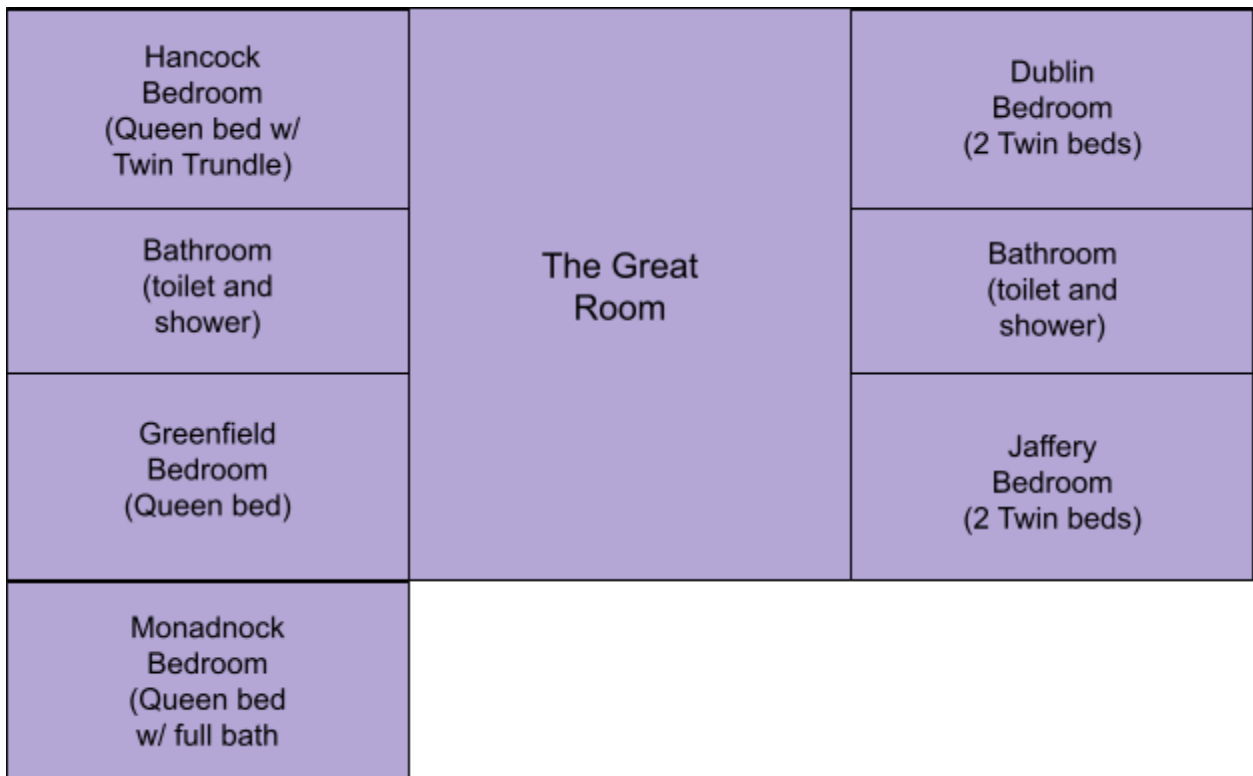 Hancock
Bedroom
(Queen bed w/
Twin Trundle)
Bathroom
(toilet and
shower)
Greenfield
Bedroom
(Queen bed)
Monadnock
Bedroom
(Queen bed
w/ full bath
The Great
Room
Dublin
Bedroom
(2 Twin beds)
Bathroom
(toilet and
shower)
Jaffery
Bedroom
(2 Twin beds)